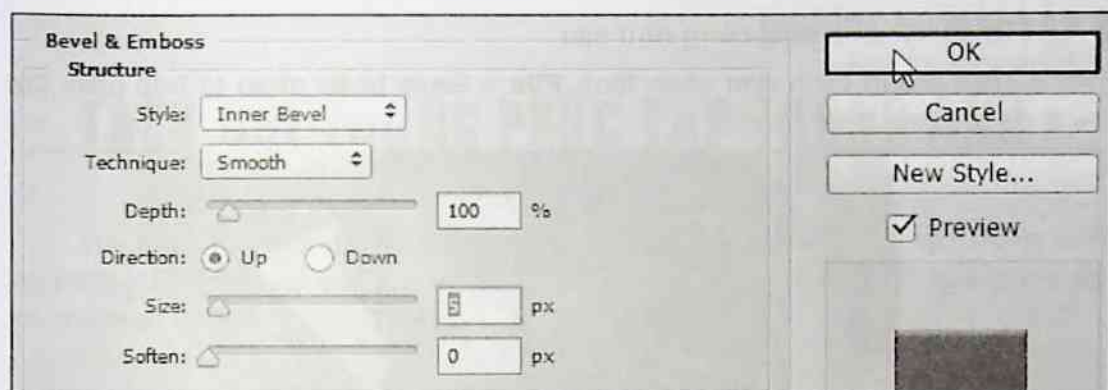 Bevel & Emboss
Structure
Style: Inner Bevel
Technique: Smooth
Depth: 100 %
Direction: Up Down
Size: 5 px
Soften: 0 px
OK
Cancel
New Style...
Preview